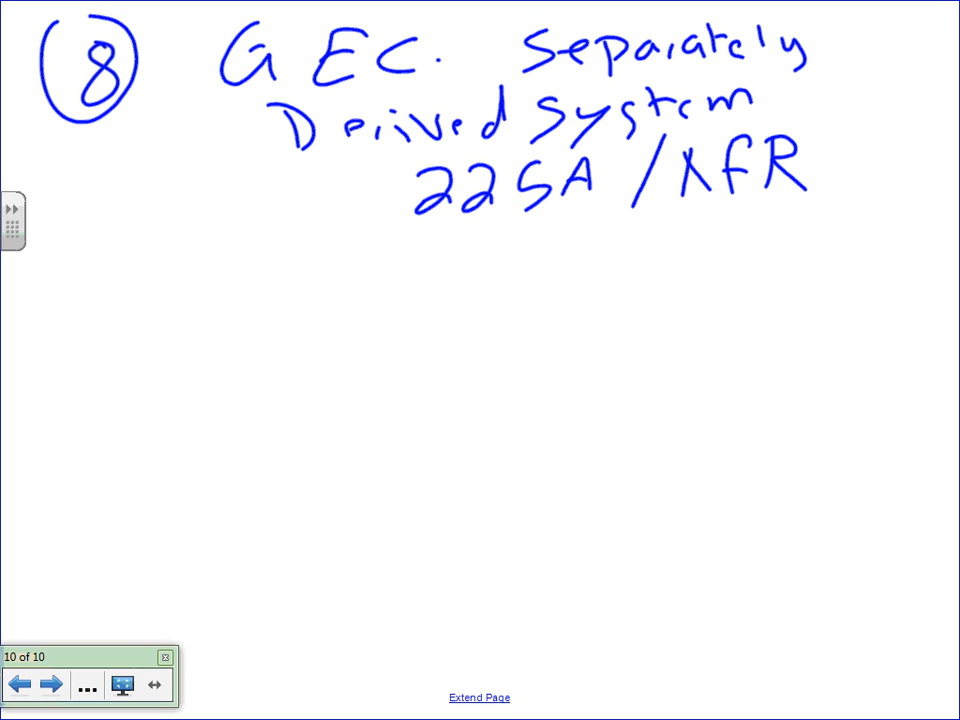 8 GEC. Separately
Derived System
225A / XFR
10 of 10
...
Extend Page